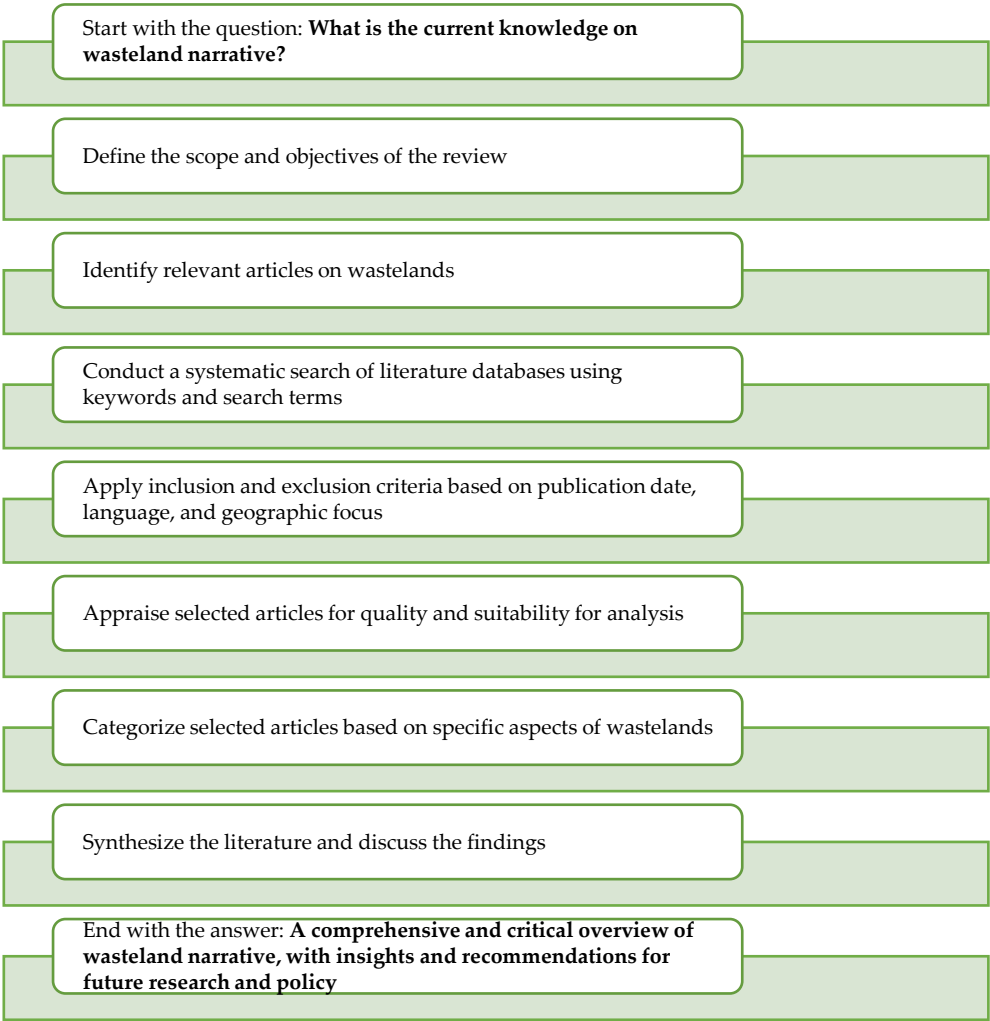 Start with the question: What is the current knowledge on
wasteland narrative?
Define the scope and objectives of the review
Identify relevant articles on wastelands
Conduct a systematic search of literature databases using
keywords and search terms
Apply inclusion and exclusion criteria based on publication date,
language, and geographic focus
Appraise selected articles for quality and suitability for analysis
Categorize selected articles based on specific aspects of wastelands
Synthesize the literature and discuss the findings
End with the answer: A comprehensive and critical overview of
wasteland narrative, with insights and recommendations for
future research and policy